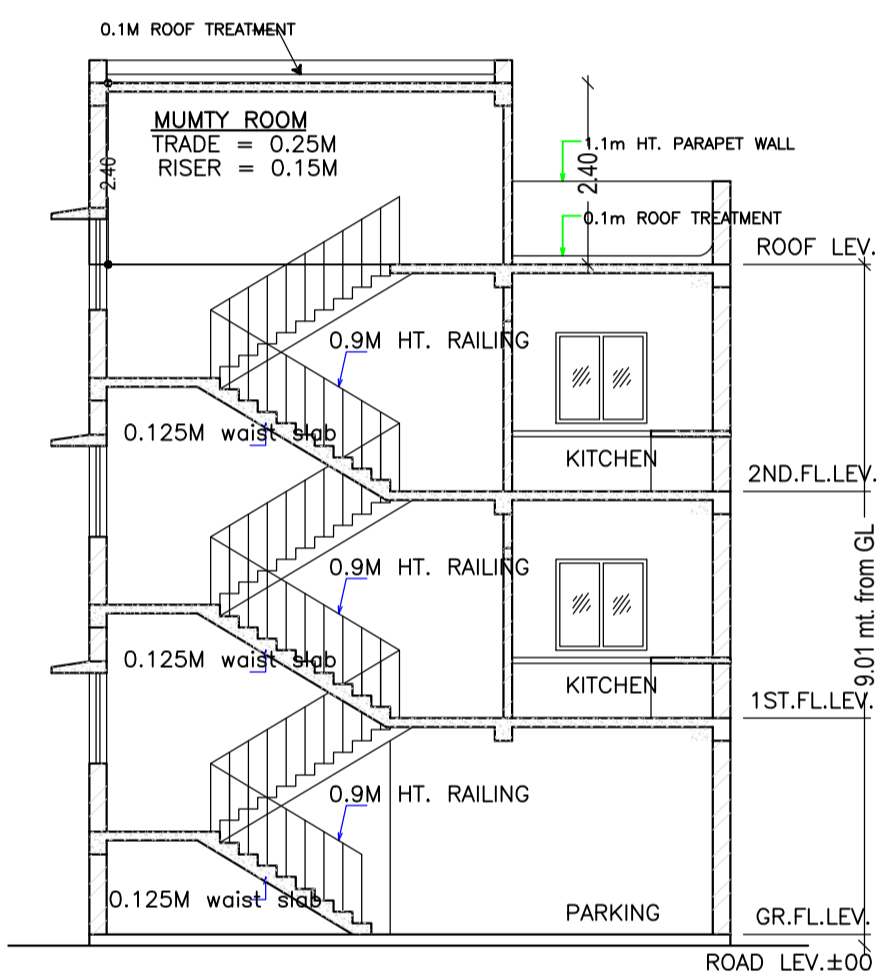 0.1M ROOF TREATMENT
MUMTY ROOM
TRADE = 0.25M
RISER = 0.15M
2.40
1.1m HT. PARAPET WALL
2.40
0.1m ROOF TREATMENT
ROOF LEV.
0.9M HT. RAILING
0.125M waist slab
KITCHEN
2ND.FL.LEV.
0.9M HT. RAILING
9.01 mt. from GL
0.125M waist slab
KITCHEN
1ST.FL.LEV.
0.9M HT. RAILING
0.125M waist slab
PARKING
GR.FL.LEV.
ROAD LEV.±00